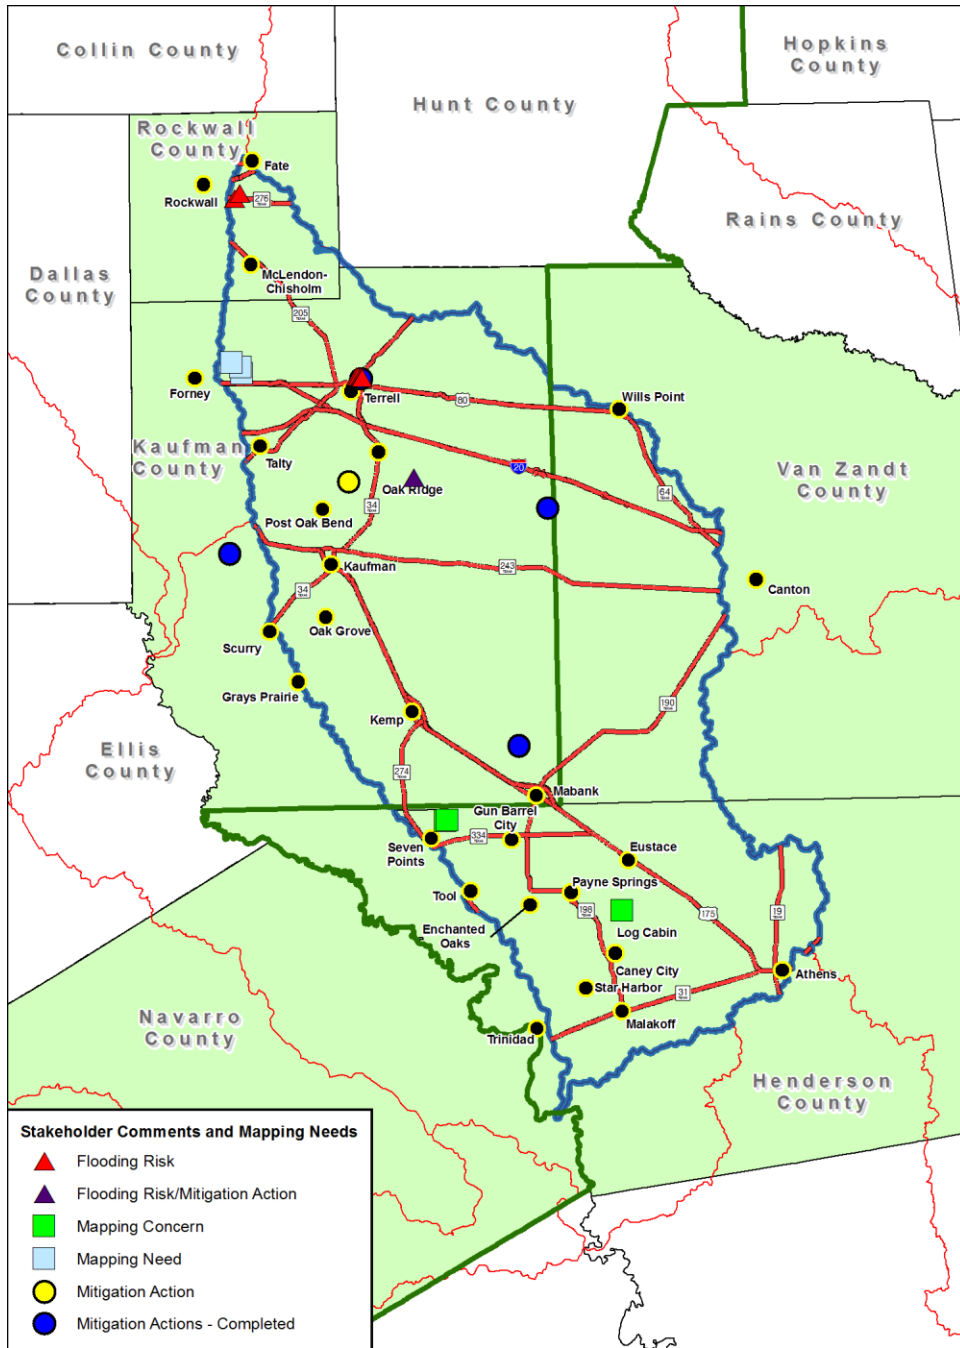 Collin County
Hopkins
County
Hunt County
Rockwall
County
Fate
Rockwall
276
Rains County
Dallas
County
McLendon-
Chisholm
205
Forney
Terrell
80
Wills Point
Kaufman
County
Talty
20
Van Zandt
County
Oak Ridge
64
34
Post Oak Bend
Kaufman
243
Canton
34
Oak Grove
Scurry
Grays Prairie
190
Kemp
Ellis
County
274
Mabank
Gun Barrel
City
334
Seven
Points
Eustace
Payne Springs
Tool
198
175
19
Enchanted
Oaks
Log Cabin
Caney City
Athens
Star Harbor
31
Malakoff
Navarro
County
Trinidad
Henderson
County
Stakeholder Comments and Mapping Needs
Flooding Risk
Flooding Risk/Mitigation Action
Mapping Concern
Mapping Need
Mitigation Action
Mitigation Actions - Completed